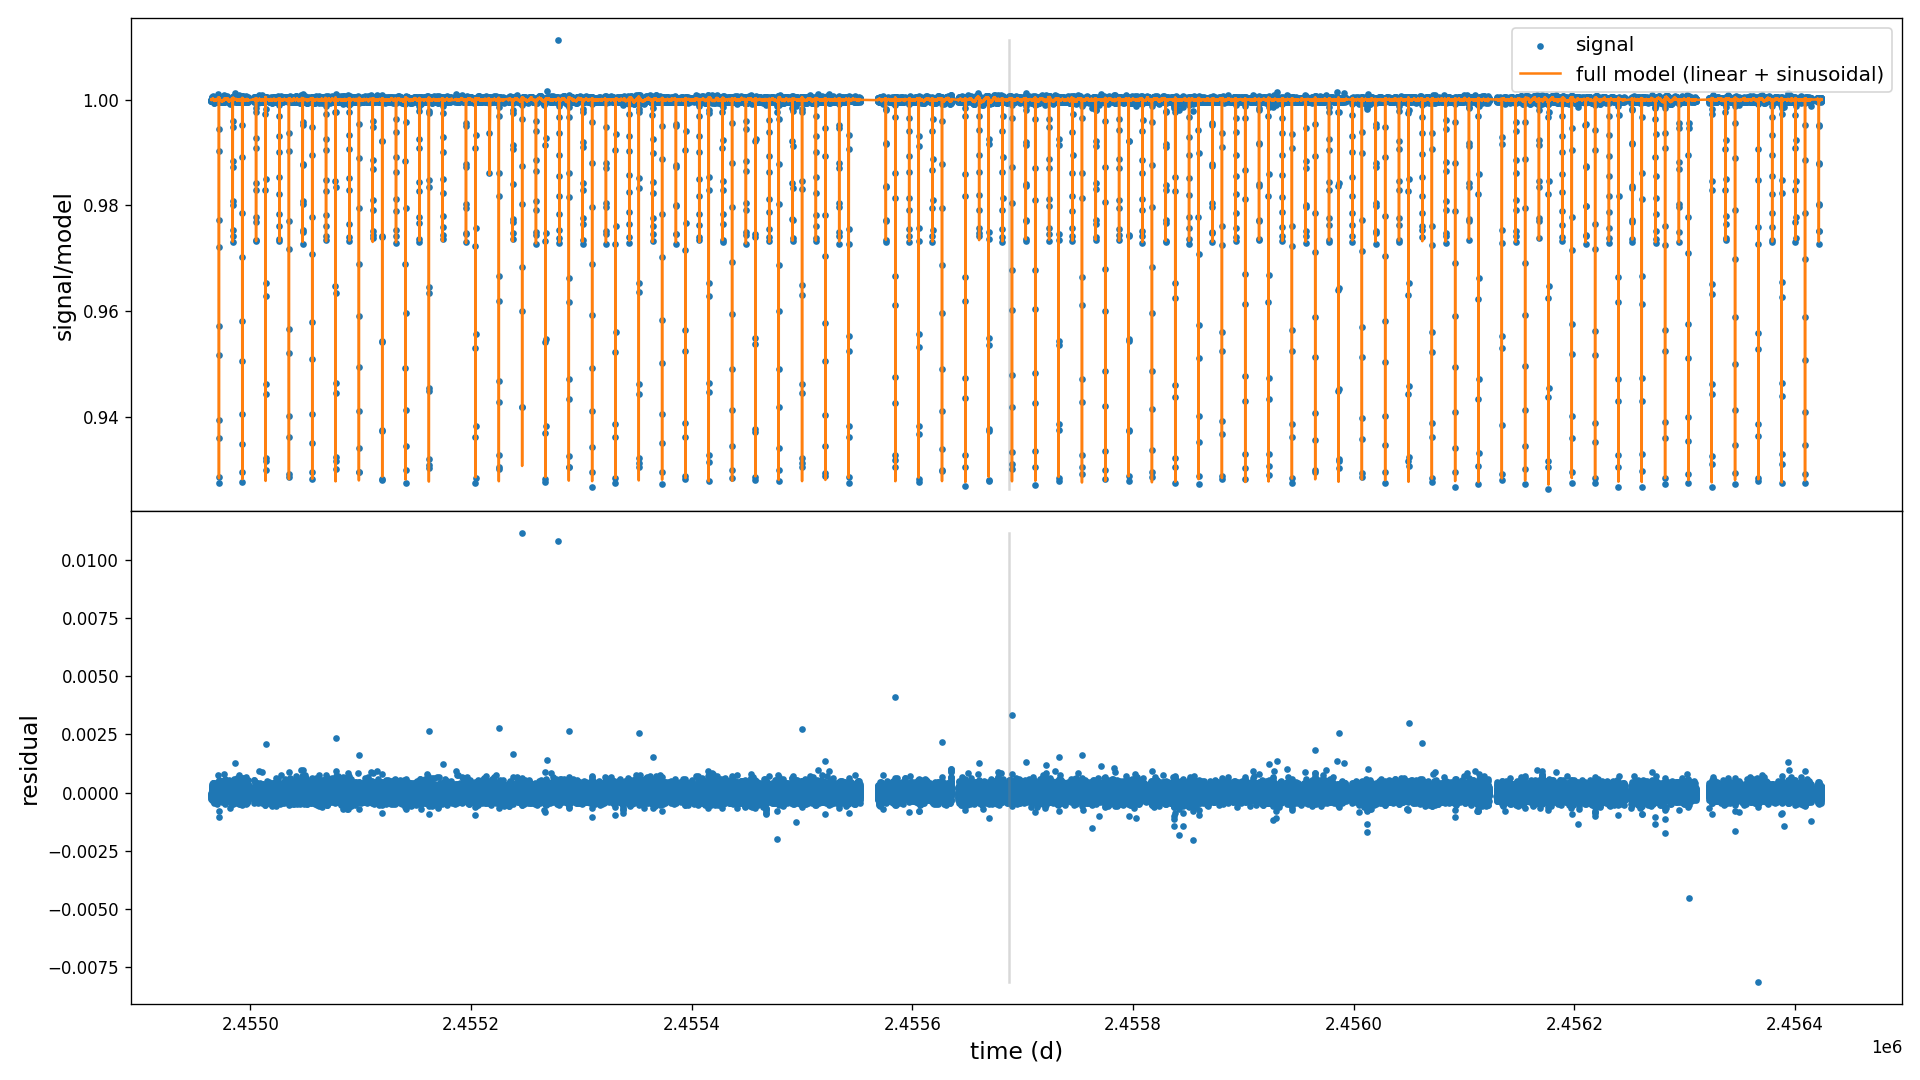 signal
full model (linear + sinusoidal)
signal/model
1.00
0.98
0.96
0.94
residual
0.0100
0.0075
0.0050
0.0025
0.0000
−0.0025
−0.0050
−0.0075
2.4550 2.4552 2.4554 2.4556 2.4558 2.4560 2.4562 2.4564
1e6
time (d)